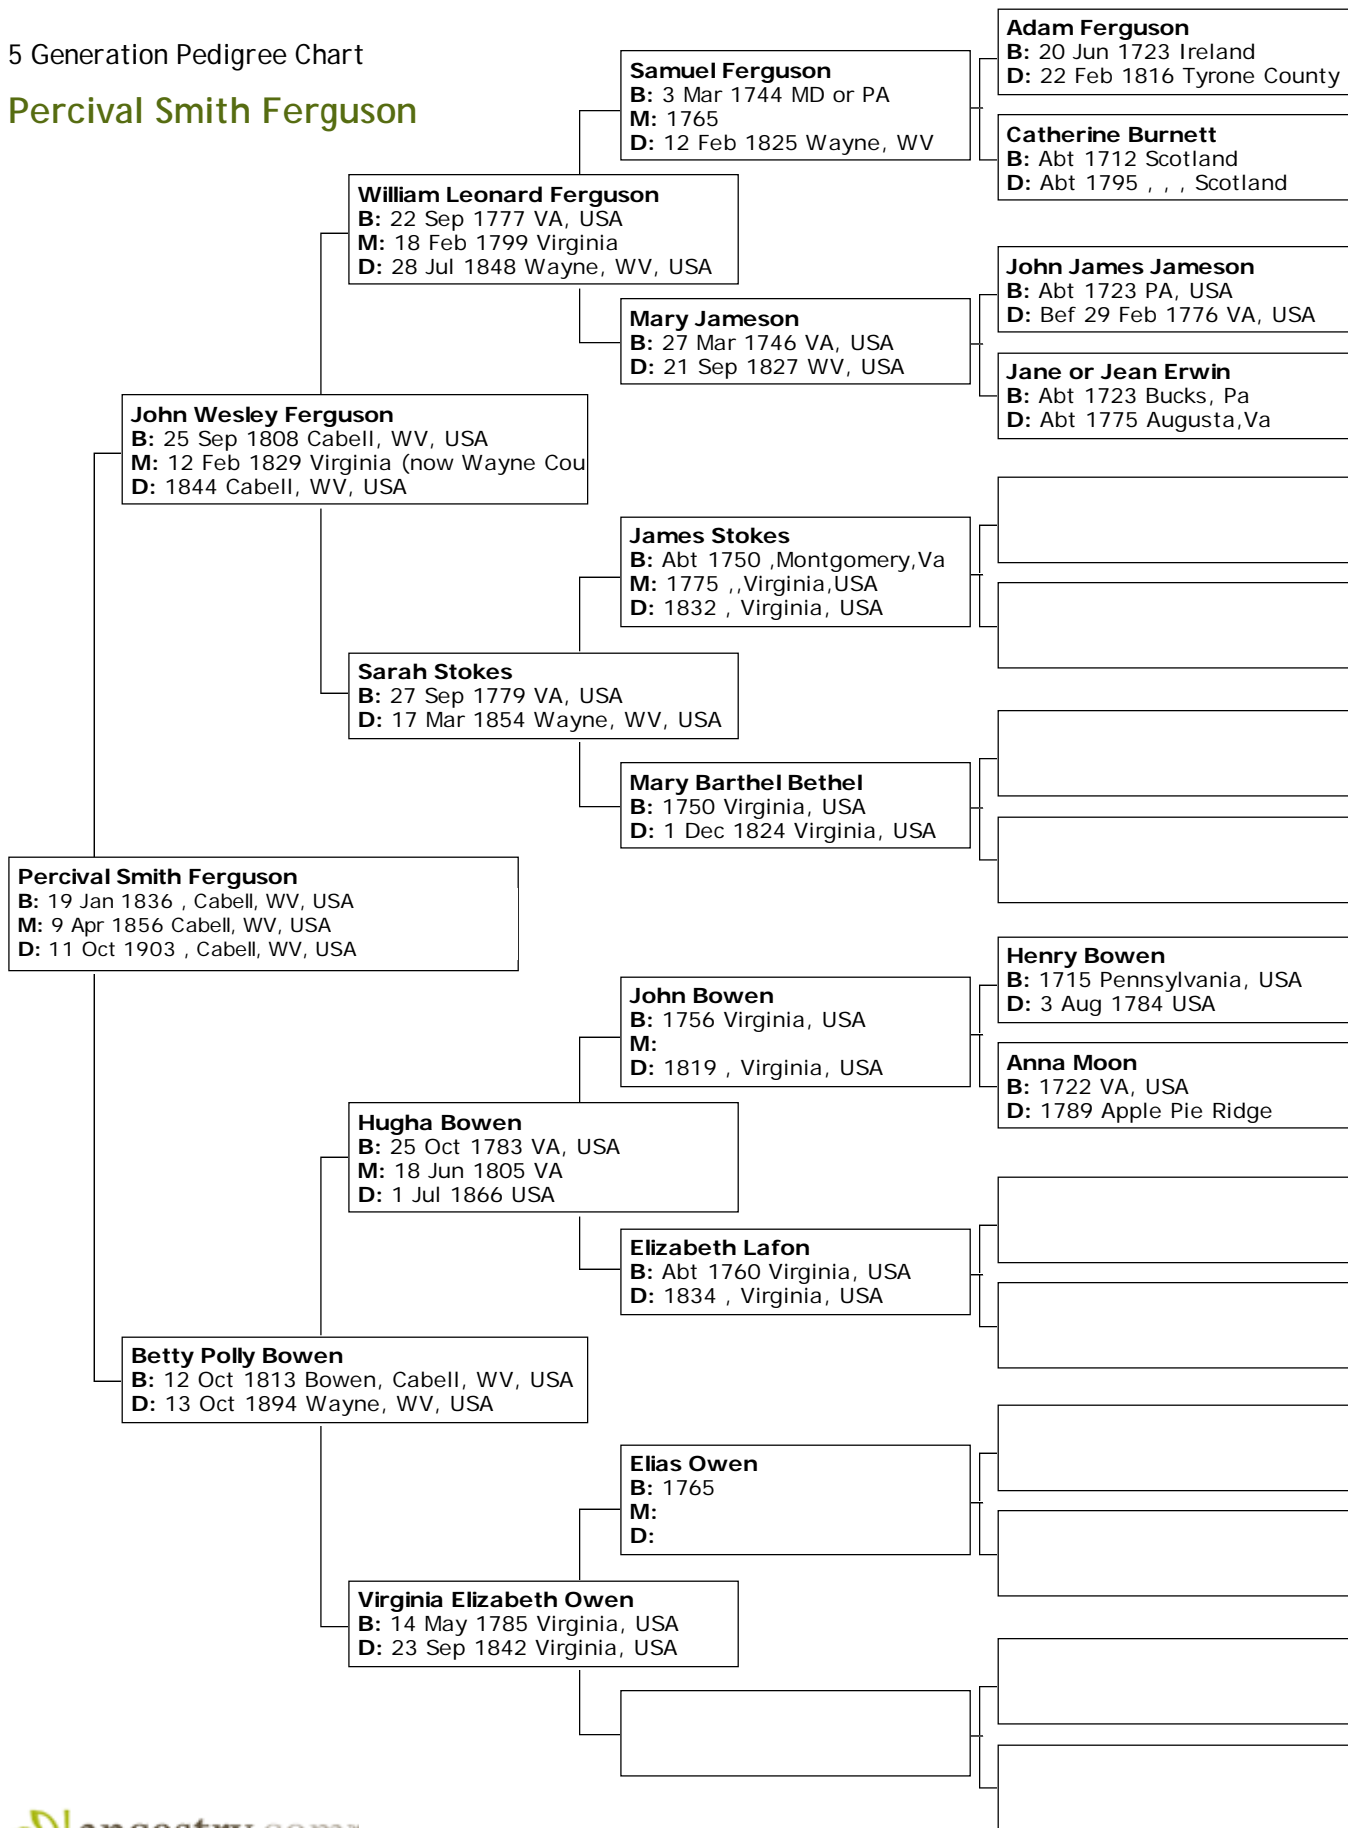 5 Generation Pedigree Chart
Percival Smith Ferguson
Adam Ferguson
B: 20 Jun 1723 Ireland
D: 22 Feb 1816 Tyrone County
Samuel Ferguson
B: 3 Mar 1744 MD or PA
M: 1765
D: 12 Feb 1825 Wayne, WV
Catherine Burnett
B: Abt 1712 Scotland
D: Abt 1795 , , , Scotland
William Leonard Ferguson
B: 22 Sep 1777 VA, USA
M: 18 Feb 1799 Virginia
D: 28 Jul 1848 Wayne, WV, USA
John James Jameson
B: Abt 1723 PA, USA
D: Bef 29 Feb 1776 VA, USA
Mary Jameson
B: 27 Mar 1746 VA, USA
D: 21 Sep 1827 WV, USA
Jane or Jean Erwin
B: Abt 1723 Bucks, Pa
D: Abt 1775 Augusta,Va
John Wesley Ferguson
B: 25 Sep 1808 Cabell, WV, USA
M: 12 Feb 1829 Virginia (now Wayne Cou
D: 1844 Cabell, WV, USA
James Stokes
B: Abt 1750 ,Montgomery,Va
M: 1775 ,,Virginia,USA
D: 1832 , Virginia, USA
Sarah Stokes
B: 27 Sep 1779 VA, USA
D: 17 Mar 1854 Wayne, WV, USA
Mary Barthel Bethel
B: 1750 Virginia, USA
D: 1 Dec 1824 Virginia, USA
Percival Smith Ferguson
B: 19 Jan 1836 , Cabell, WV, USA
M: 9 Apr 1856 Cabell, WV, USA
D: 11 Oct 1903 , Cabell, WV, USA
Henry Bowen
B: 1715 Pennsylvania, USA
D: 3 Aug 1784 USA
John Bowen
B: 1756 Virginia, USA
M:
D: 1819 , Virginia, USA
Anna Moon
B: 1722 VA, USA
D: 1789 Apple Pie Ridge
Hugha Bowen
B: 25 Oct 1783 VA, USA
M: 18 Jun 1805 VA
D: 1 Jul 1866 USA
Elizabeth Lafon
B: Abt 1760 Virginia, USA
D: 1834 , Virginia, USA
Betty Polly Bowen
B: 12 Oct 1813 Bowen, Cabell, WV, USA
D: 13 Oct 1894 Wayne, WV, USA
Elias Owen
B: 1765
M:
D:
Virginia Elizabeth Owen
B: 14 May 1785 Virginia, USA
D: 23 Sep 1842 Virginia, USA
ancestry.com